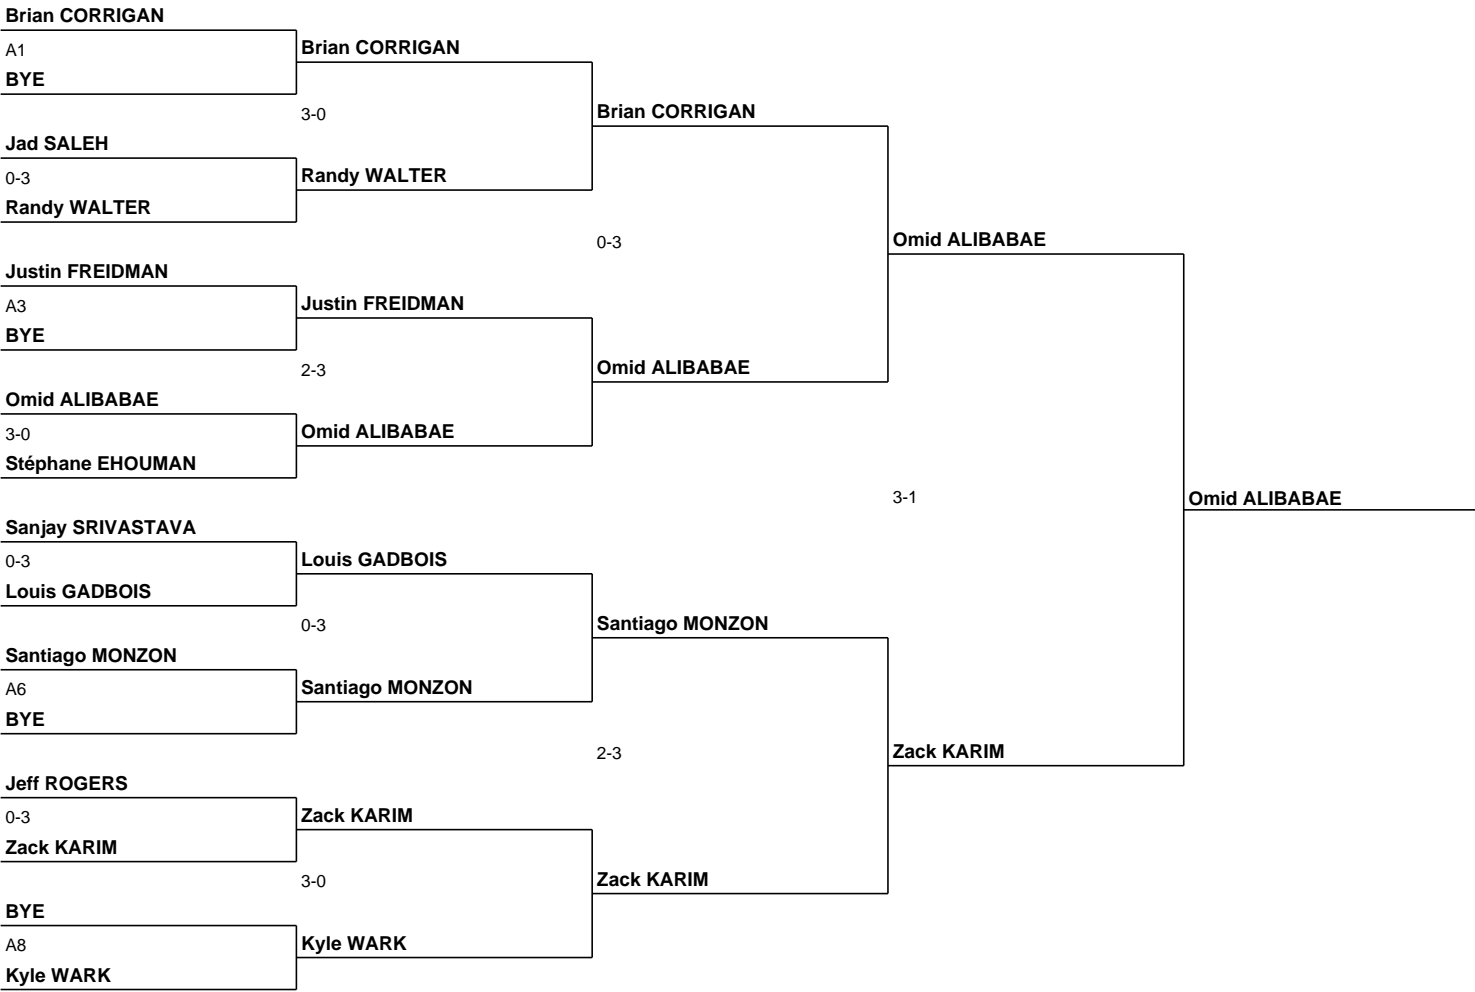 Brian CORRIGAN
A1
BYE
Brian CORRIGAN
3-0
Jad SALEH
0-3
Randy WALTER
Randy WALTER
Brian CORRIGAN
0-3
Justin FREIDMAN
A3
BYE
Justin FREIDMAN
2-3
Omid ALIBABAE
3-0
Stéphane EHOUMAN
Omid ALIBABAE
Omid ALIBABAE
Omid ALIBABAE
3-1
Omid ALIBABAE
Sanjay SRIVASTAVA
0-3
Louis GADBOIS
Louis GADBOIS
0-3
Santiago MONZON
A6
BYE
Santiago MONZON
Santiago MONZON
2-3
Zack KARIM
Jeff ROGERS
0-3
Zack KARIM
Zack KARIM
3-0
BYE
A8
Kyle WARK
Kyle WARK
Zack KARIM